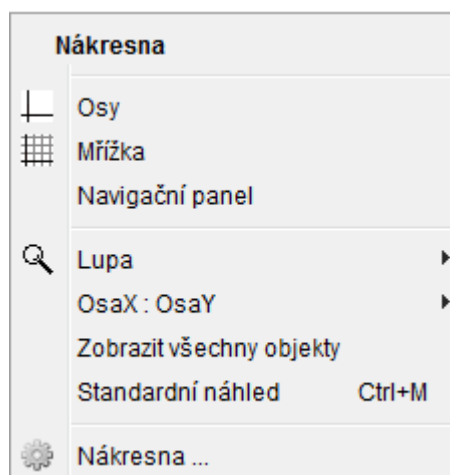 Nákresna
Osy
Mřížka
Navigační panel
Lupa
OsaX : OsaY
Zobrazit všechny objekty
Standardní náhled Ctrl+M
Nákresna ...